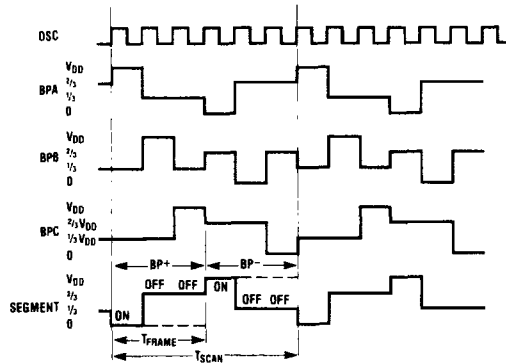 OSC
VDD
2/3
BPA
1/3
0
VDD
2/3
BPB
1/3
0
VDD
BPC
2/3 VDD
1/3 VDD
0
BP+
BP-
VDD
2/3
SEGMENT
1/3
0
ON
OFF OFF
ON
OFF OFF
TFRAME
TSCAN